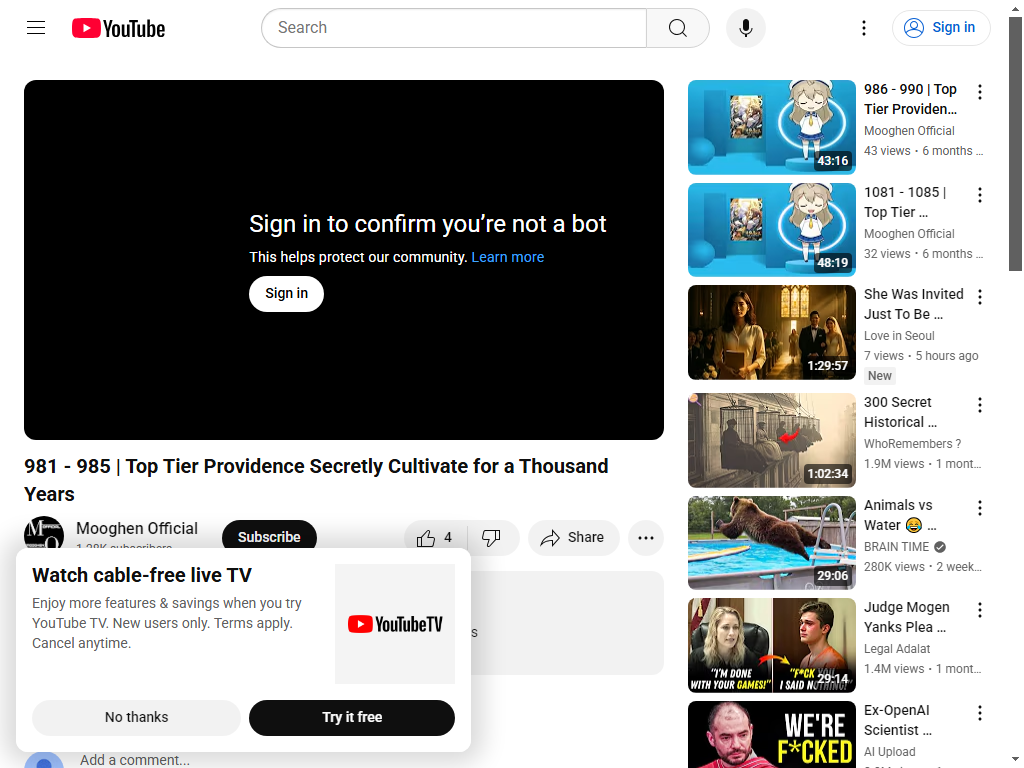 YouTube
Search
Sign in
Sign in to confirm you’re not a bot
This helps protect our community. Learn more
Sign in
981 - 985 | Top Tier Providence Secretly Cultivate for a Thousand
Years
Mooghen Official
Subscribe
4
Share
Watch cable-free live TV
Enjoy more features & savings when you try
YouTube TV. New users only. Terms apply.
Cancel anytime.
YouTubeTV
No thanks
Try it free
Add a comment...
43:16
986 - 990 | Top
Tier Providen…
Mooghen Official
43 views • 6 months …
48:19
1081 - 1085 |
Top Tier …
Mooghen Official
32 views • 6 months …
1:29:57
She Was Invited
Just To Be …
Love in Seoul
7 views • 5 hours ago
New
1:02:34
300 Secret
Historical …
WhoRemembers ?
1.9M views • 1 mont…
29:06
Animals vs
Water 😂 …
BRAIN TIME
280K views • 2 week…
"I'M DONE
WITH YOUR GAMES!"
"F*CK YOU,
I SAID NOTHING!"
29:14
Judge Mogen
Yanks Plea …
Legal Adalat
1.4M views • 1 mont…
WE'RE
F*CKED
Ex-OpenAI
Scientist …
AI Upload